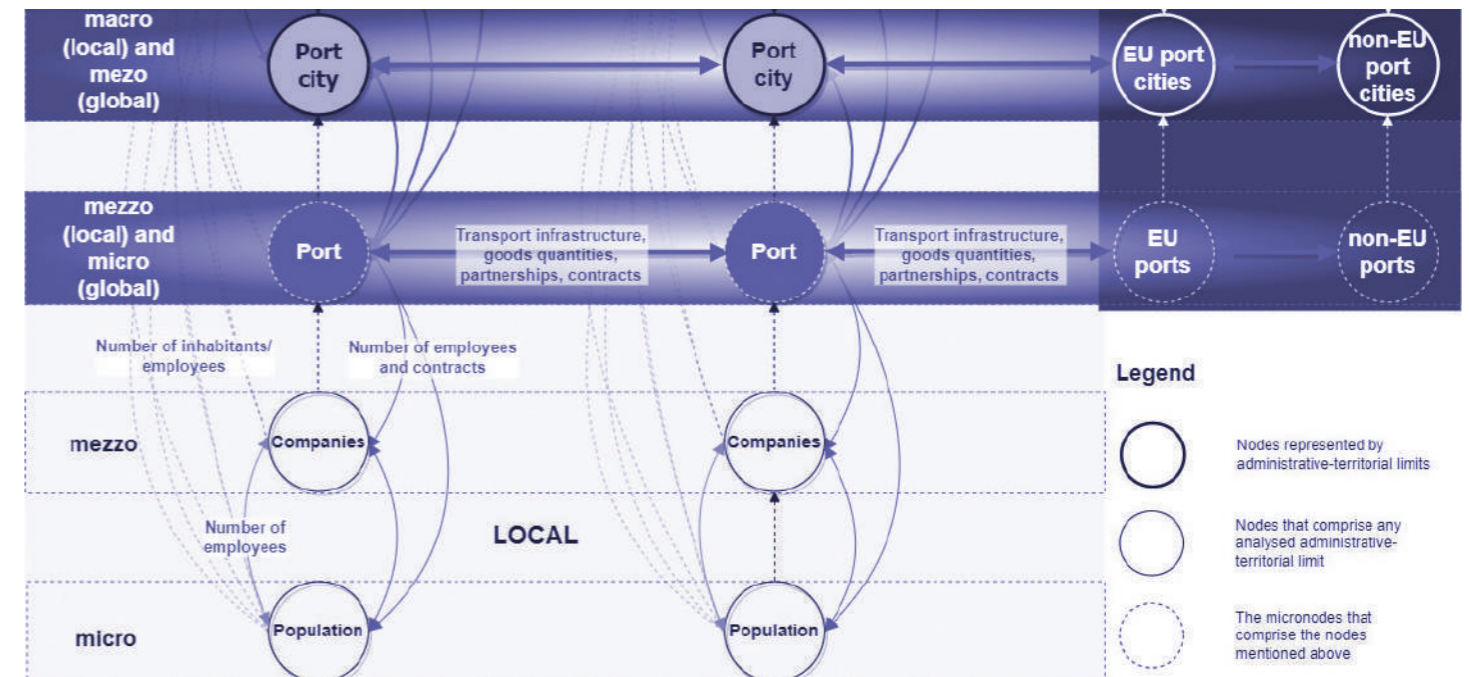 macro
(local) and
mezo
(global)
Port
city
Port
city
EU port
cities
non-EU
port
cities
mezzo
(local) and
micro
(global)
Port
Transport infrastructure,
goods quantities,
partnerships, contracts
Port
Transport infrastructure,
goods quantities,
partnerships, contracts
EU
ports
non-EU
ports
Number of inhabitants/
employees
Number of employees
and contracts
mezzo
Companies
Companies
Number of
employees
LOCAL
micro
Population
Population
Legend
Nodes represented by
administrative-territorial limits
Nodes that comprise any
analysed administrative-
territorial limit
The micronodes that
comprise the nodes
mentioned above